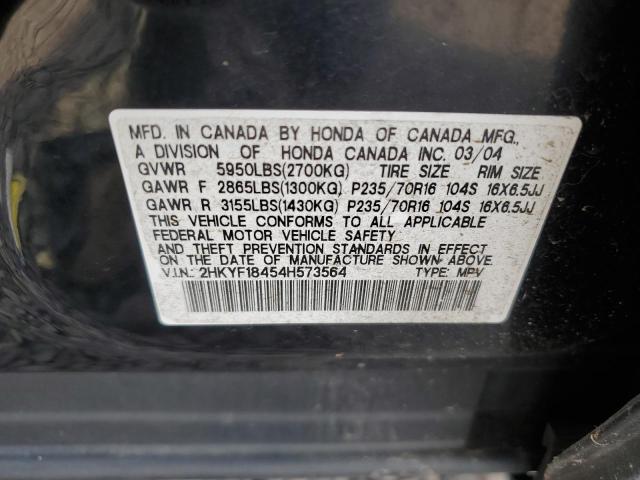 MFD. IN CANADA BY HONDA OF CANADA MFG.,
A DIVISION OF HONDA CANADA INC. 03/04
GVWR 5950LBS(2700KG) TIRE SIZE RIM SIZE
GAWR F 2865LBS(1300KG) P235/70R16 104S 16X6.5JJ
GAWR R 3155LBS(1430KG) P235/70R16 104S 16X6.5JJ
THIS VEHICLE CONFORMS TO ALL APPLICABLE
FEDERAL MOTOR VEHICLE SAFETY
AND THEFT PREVENTION STANDARDS IN EFFECT ON
THE DATE OF MANUFACTURE SHOWN ABOVE.
V.I.N.: 2HKYF18454H573564 TYPE: MPV